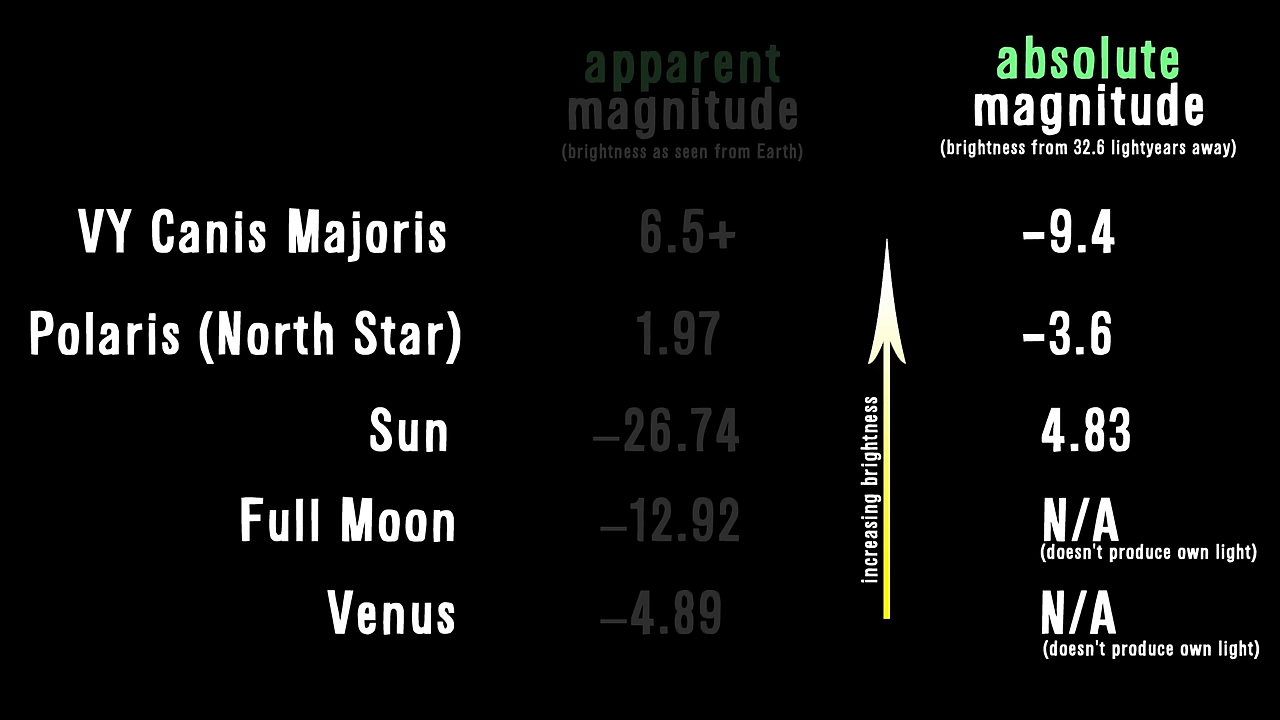 apparent
magnitude
(brightness as seen from Earth)
absolute
magnitude
(brightness from 32.6 lightyears away)
VY Canis Majoris 6.5+ –9.4
Polaris (North Star) 1.97 –3.6
Sun –26.74 4.83
Full Moon –12.92 N/A
(doesn't produce own light)
Venus –4.89 N/A
(doesn't produce own light)
increasing brightness